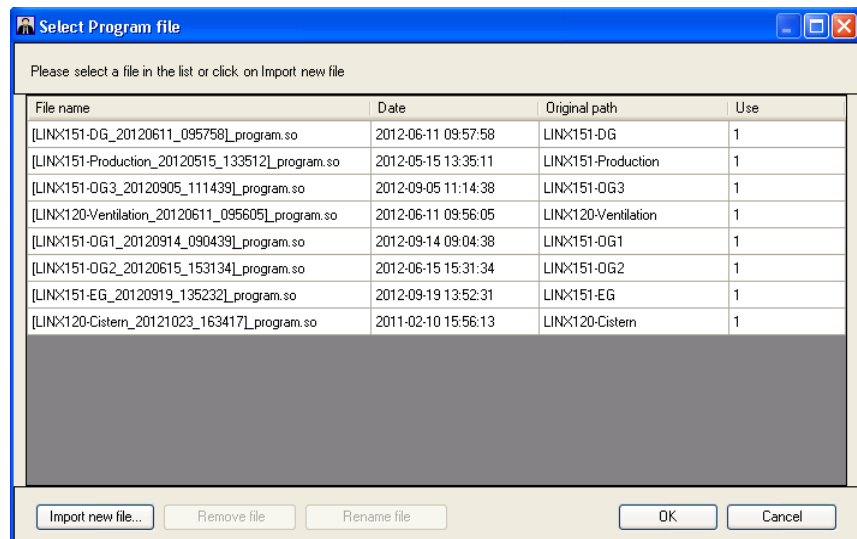 Select Program file
Please select a file in the list or click on Import new file
File name Date Original path Use
[LINX151-DG_20120611_095758]_program.so 2012-06-11 09:57:58 LINX151-DG 1
[LINX151-Production_20120515_133512]_program.so 2012-05-15 13:35:11 LINX151-Production 1
[LINX151-OG3_20120905_111439]_program.so 2012-09-05 11:14:38 LINX151-OG3 1
[LINX120-Ventilation_20120611_095605]_program.so 2012-06-11 09:56:05 LINX120-Ventilation 1
[LINX151-OG1_20120914_090439]_program.so 2012-09-14 09:04:38 LINX151-OG1 1
[LINX151-OG2_20120615_153134]_program.so 2012-06-15 15:31:34 LINX151-OG2 1
[LINX151-EG_20120919_135232]_program.so 2012-09-19 13:52:31 LINX151-EG 1
[LINX120-Cistern_20121023_163417]_program.so 2011-02-10 15:56:13 LINX120-Cistern 1
Import new file... Remove file Rename file OK Cancel